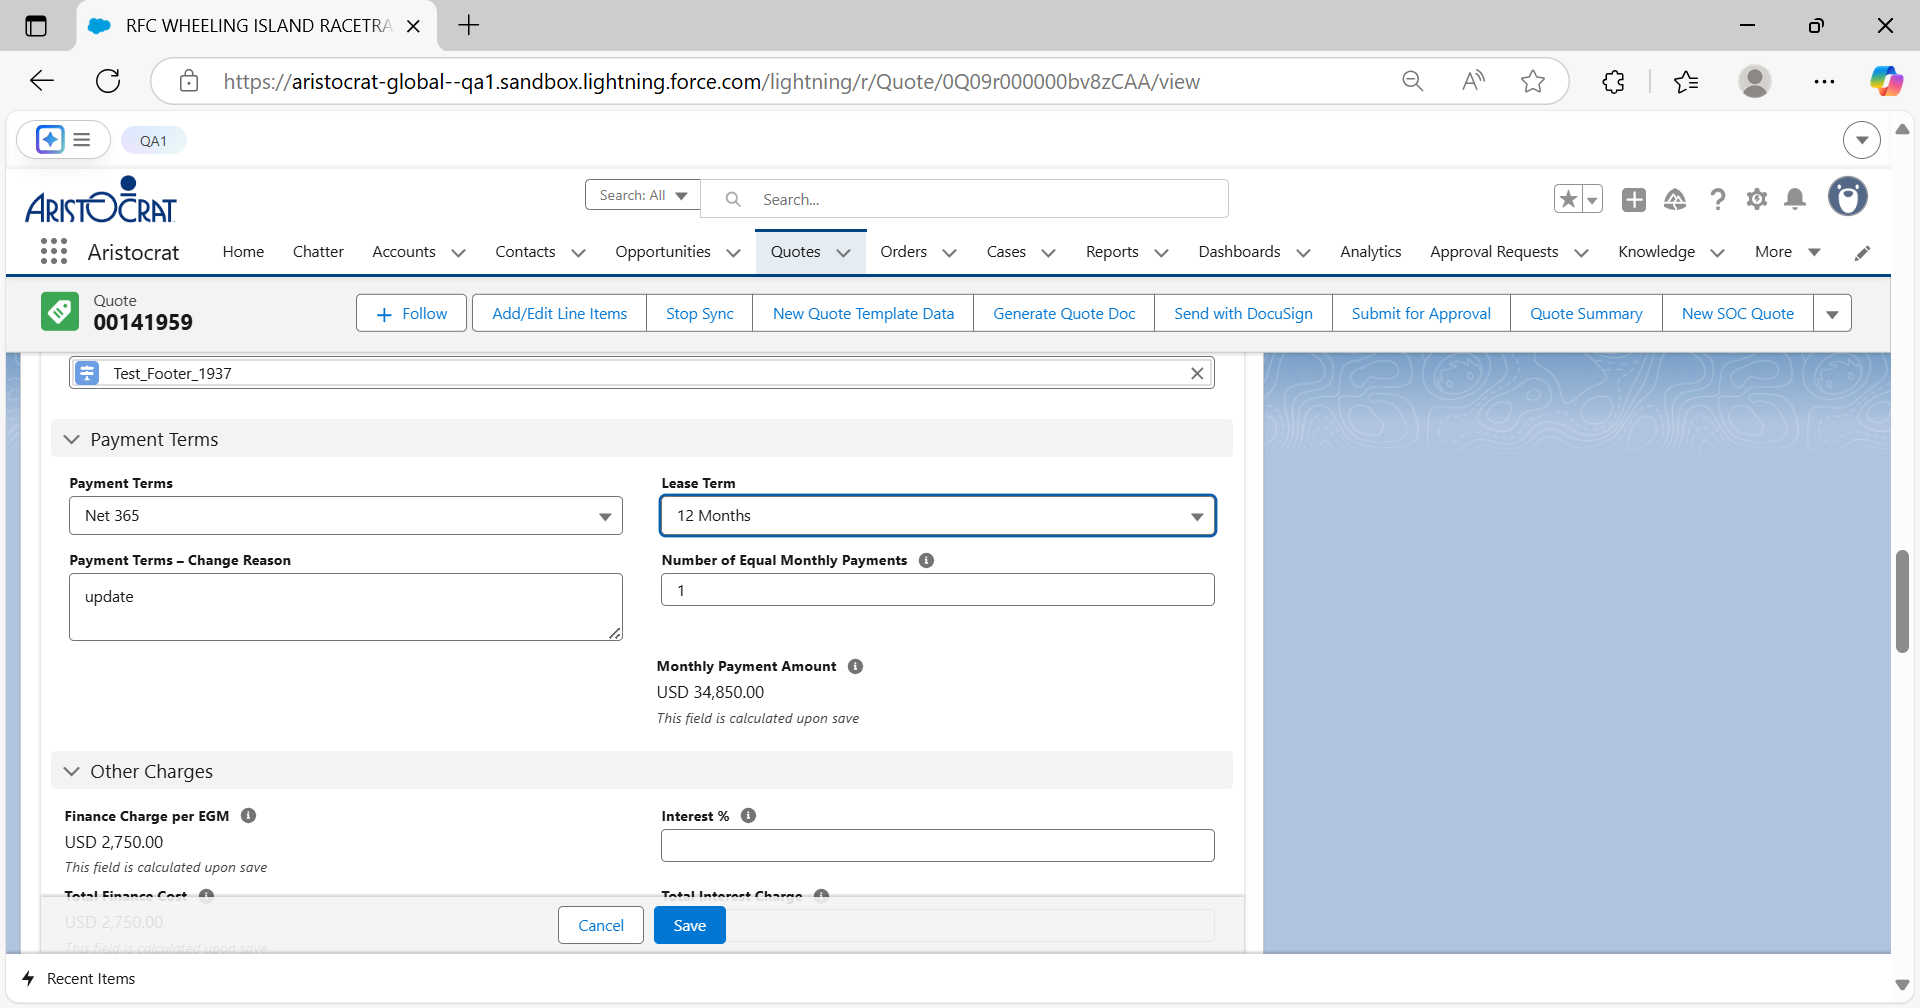 RFC WHEELING ISLAND RACETRA
https://aristocrat-global--qa1.sandbox.lightning.force.com/lightning/r/Quote/0Q09r000000bv8zCAA/view
QA1
ARISTOCRAT
Search: All
Search...
Aristocrat
Home
Chatter
Accounts
Contacts
Opportunities
Quotes
Orders
Cases
Reports
Dashboards
Analytics
Approval Requests
Knowledge
More
Quote
00141959
Follow
Add/Edit Line Items
Stop Sync
New Quote Template Data
Generate Quote Doc
Send with DocuSign
Submit for Approval
Quote Summary
New SOC Quote
Test_Footer_1937
Payment Terms
Payment Terms
Net 365
Lease Term
12 Months
Payment Terms – Change Reason
update
Number of Equal Monthly Payments
1
Monthly Payment Amount
USD 34,850.00
This field is calculated upon save
Other Charges
Finance Charge per EGM
USD 2,750.00
This field is calculated upon save
Interest %
Total Finance Cost
USD 2,750.00
This field is calculated upon save
Total Interest Charge
Cancel
Save
Recent Items